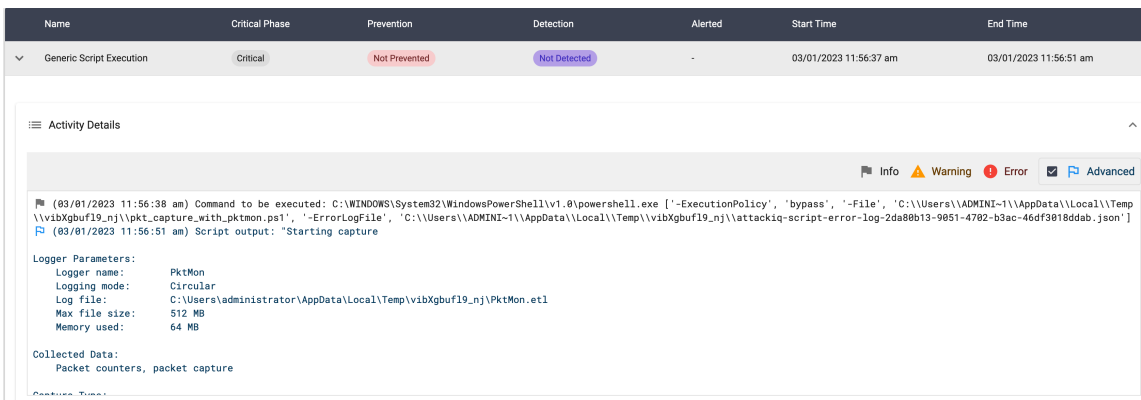 Name Critical Phase Prevention Detection Alerted Start Time End Time
Generic Script Execution Critical Not Prevented Not Detected - 03/01/2023 11:56:37 am 03/01/2023 11:56:51 am
Activity Details
Info Warning Error Advanced
(03/01/2023 11:56:38 am) Command to be executed: C:\WINDOWS\System32\WindowsPowerShell\v1.0\powershell.exe ['-ExecutionPolicy', 'bypass', '-File', 'C:\\Users\\ADMINI~1\\AppData\\Local\\Temp
\\vibXgbufl9_nj\\pkt_capture_with_pktmon.ps1', '-ErrorLogFile', 'C:\\Users\\ADMINI~1\\AppData\\Local\\Temp\\vibXgbufl9_nj\\attackiq-script-error-log-2da80b13-9051-4702-b3ac-46df3018ddab.json']
(03/01/2023 11:56:51 am) Script output: "Starting capture
Logger Parameters:
Logger name: PktMon
Logging mode: Circular
Log file: C:\Users\administrator\AppData\Local\Temp\vibXgbufl9_nj\PktMon.etl
Max file size: 512 MB
Memory used: 64 MB
Collected Data:
Packet counters, packet capture
Capture Type: